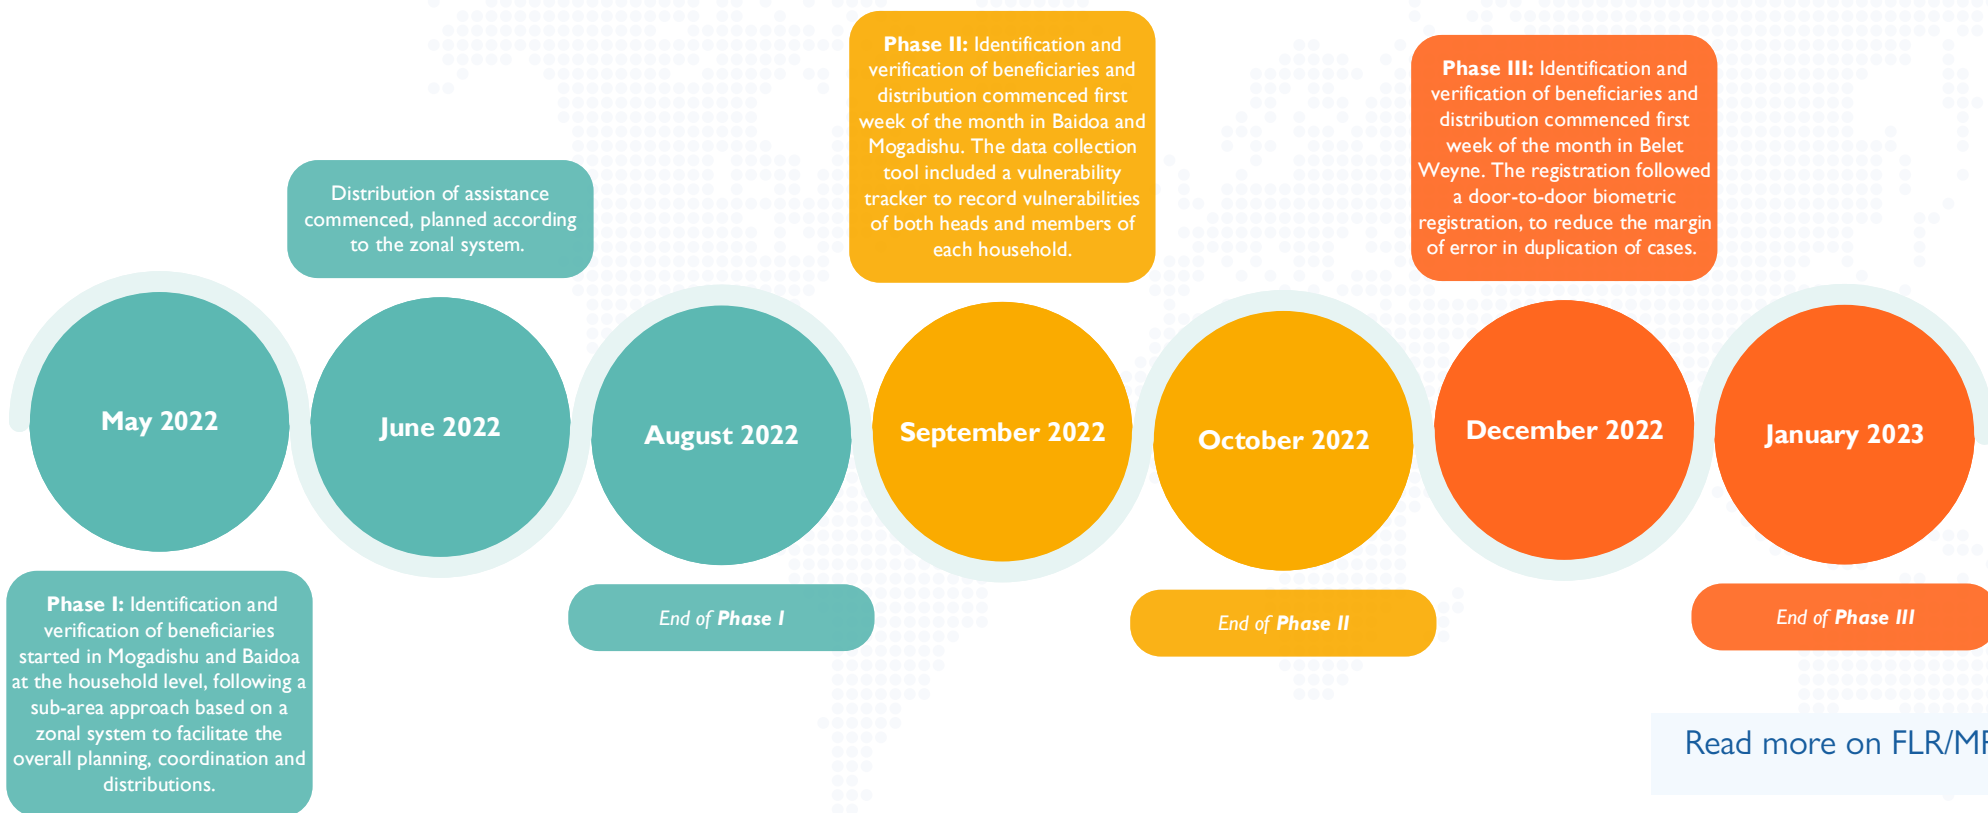 Phase II: Identification and
verification of beneficiaries and
distribution commenced first
week of the month in Baidoa and
Mogadishu. The data collection
tool included a vulnerability
tracker to record vulnerabilities
of both heads and members of
each household.
Phase III: Identification and
verification of beneficiaries and
distribution commenced first
week of the month in Belet
Weyne. The registration followed
a door-to-door biometric
registration, to reduce the margin
of error in duplication of cases.
Distribution of assistance
commenced, planned according
to the zonal system.
May 2022
June 2022
August 2022
September 2022
October 2022
December 2022
January 2023
Phase I: Identification and
verification of beneficiaries
started in Mogadishu and Baidoa
at the household level, following a
sub-area approach based on a
zonal system to facilitate the
overall planning, coordination and
distributions.
End of Phase I
End of Phase II
End of Phase III
Read more on